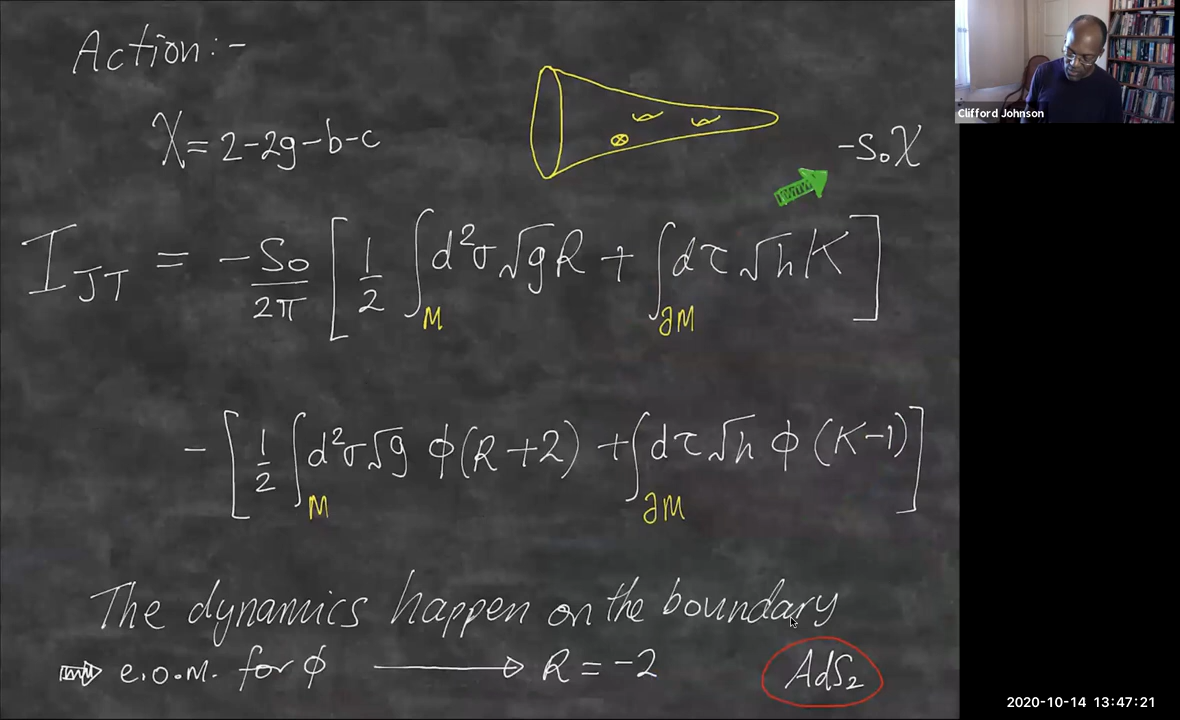 Action:-
χ = 2-2g-b-c
-S₀χ
I_JT = -S₀/2π [ 1/2 ∫_M d²σ √g R + ∫_∂M dτ √h K ]
- [ 1/2 ∫_M d²σ √g ϕ(R+2) + ∫_∂M dτ √h ϕ (K-1) ]
The dynamics happen on the boundary
⇒ e.o.m. for ϕ ⟶ R = -2 AdS₂
Clifford Johnson
2020-10-14 13:47:21